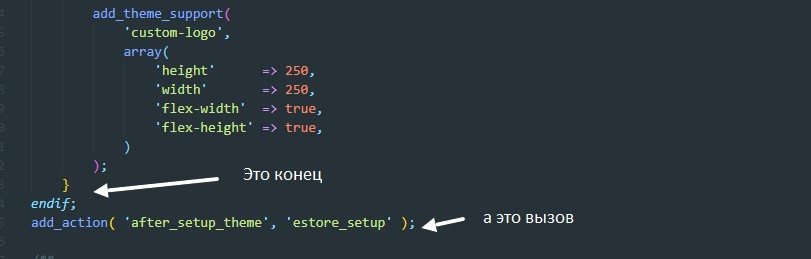 add_theme_support(
'custom-logo',
array(
'height' => 250,
'width' => 250,
'flex-width' => true,
'flex-height' => true,
)
);
}
Это конец
endif;
add_action( 'after_setup_theme', 'estore_setup' );
а это вызов
/**